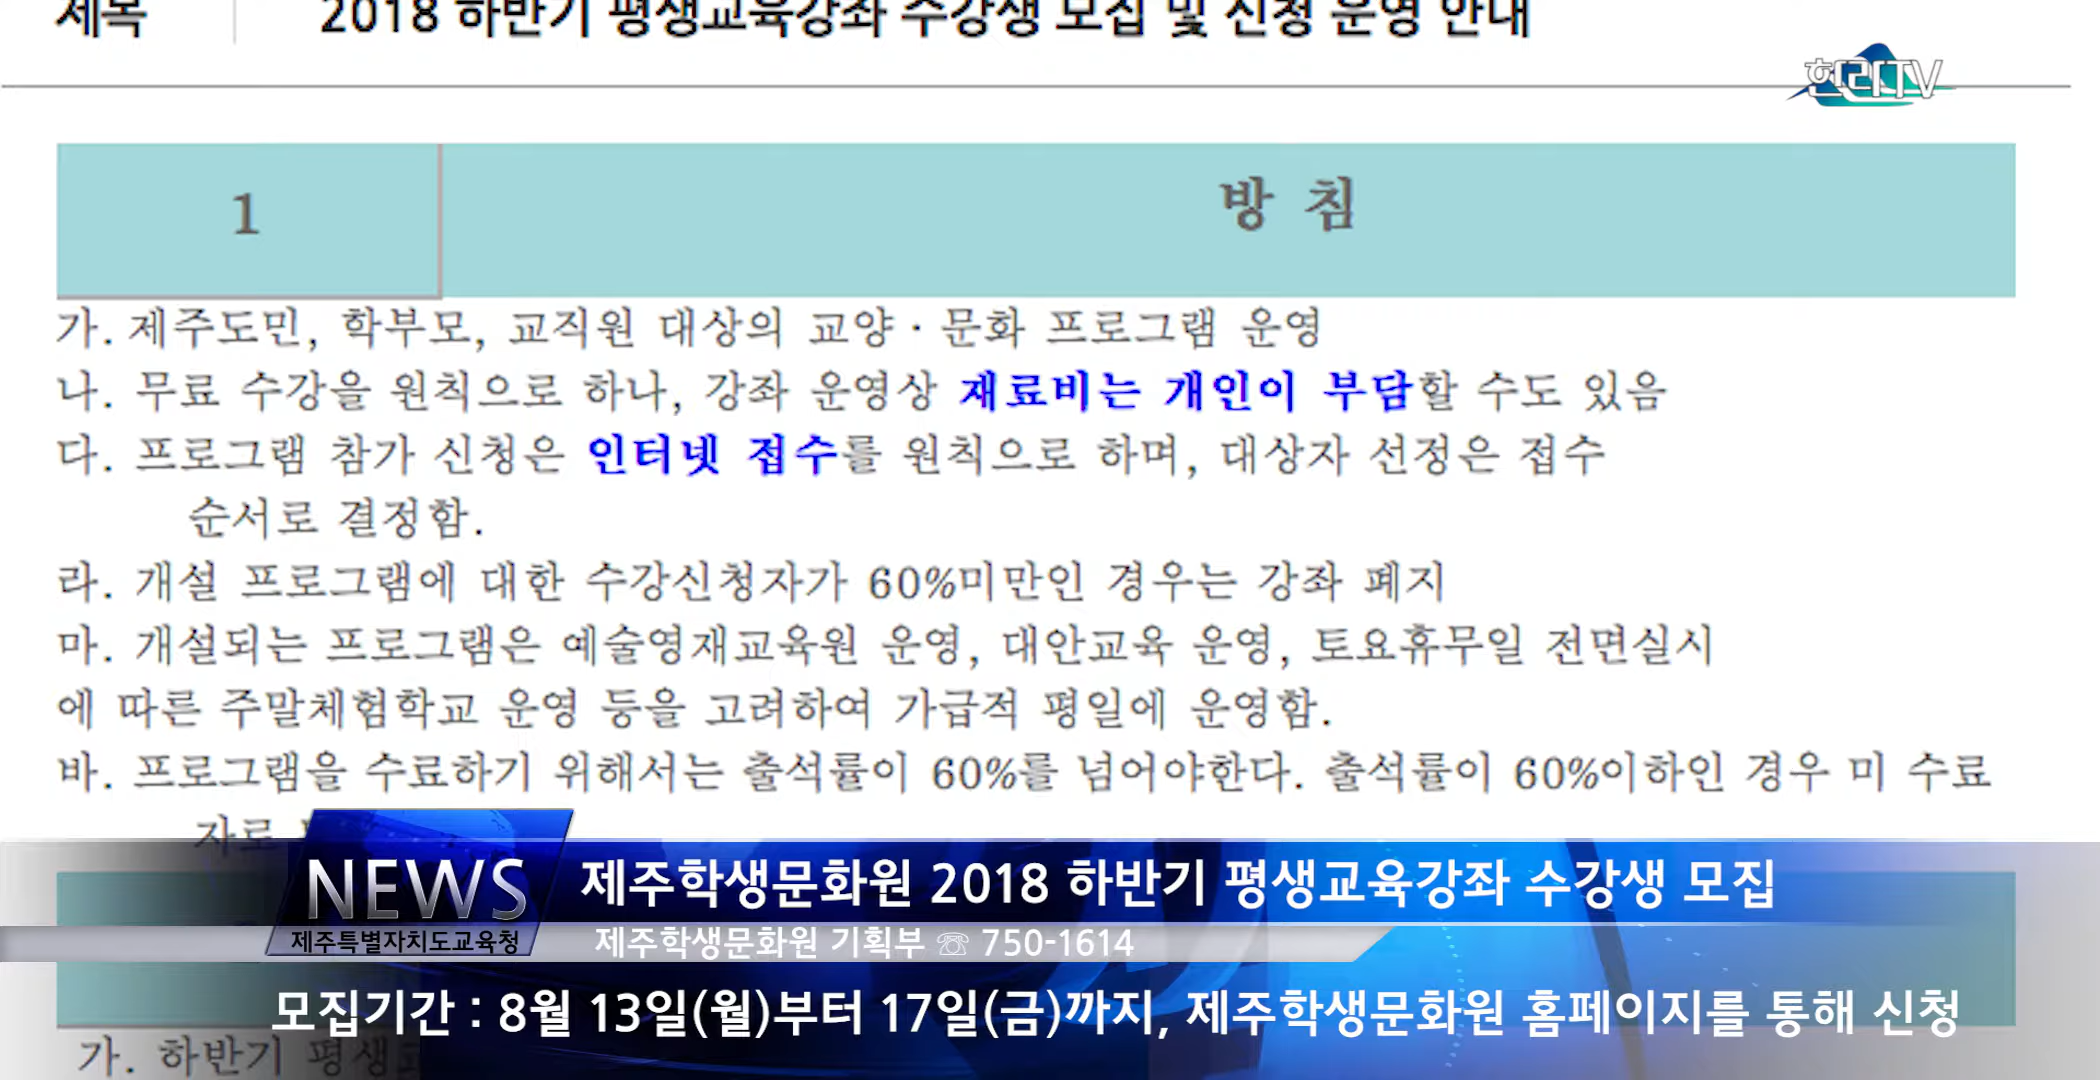 제목 2018 하반기 평생교육강좌 수강생 모집 및 신청 운영 안내
한라TV
1 방 침
가. 제주도민, 학부모, 교직원 대상의 교양 · 문화 프로그램 운영
나. 무료 수강을 원칙으로 하나, 강좌 운영상 재료비는 개인이 부담할 수도 있음
다. 프로그램 참가 신청은 인터넷 접수를 원칙으로 하며, 대상자 선정은 접수
순서로 결정함.
라. 개설 프로그램에 대한 수강신청자가 60%미만인 경우는 강좌 폐지
마. 개설되는 프로그램은 예술영재교육원 운영, 대안교육 운영, 토요휴무일 전면실시
에 따른 주말체험학교 운영 등을 고려하여 가급적 평일에 운영함.
바. 프로그램을 수료하기 위해서는 출석률이 60%를 넘어야한다. 출석률이 60%이하인 경우 미 수료
자로
NEWS 제주학생문화원 2018 하반기 평생교육강좌 수강생 모집
제주특별자치도교육청 제주학생문화원 기획부 ☏ 750-1614
모집기간 : 8월 13일(월)부터 17일(금)까지, 제주학생문화원 홈페이지를 통해 신청
가. 하반기 평생교